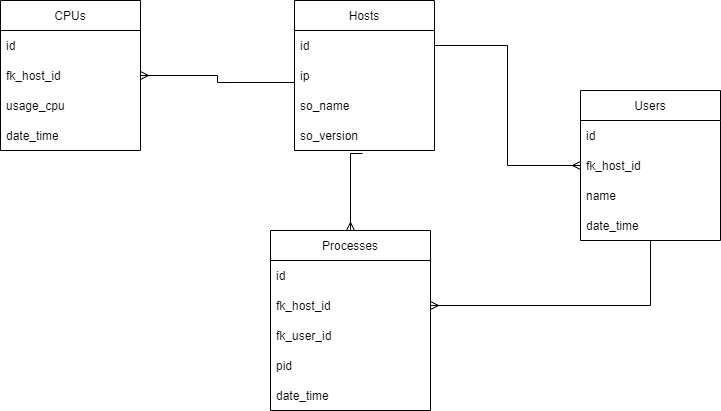 CPUs
id
fk_host_id
usage_cpu
date_time
Hosts
id
ip
so_name
so_version
Users
id
fk_host_id
name
date_time
Processes
id
fk_host_id
fk_user_id
pid
date_time